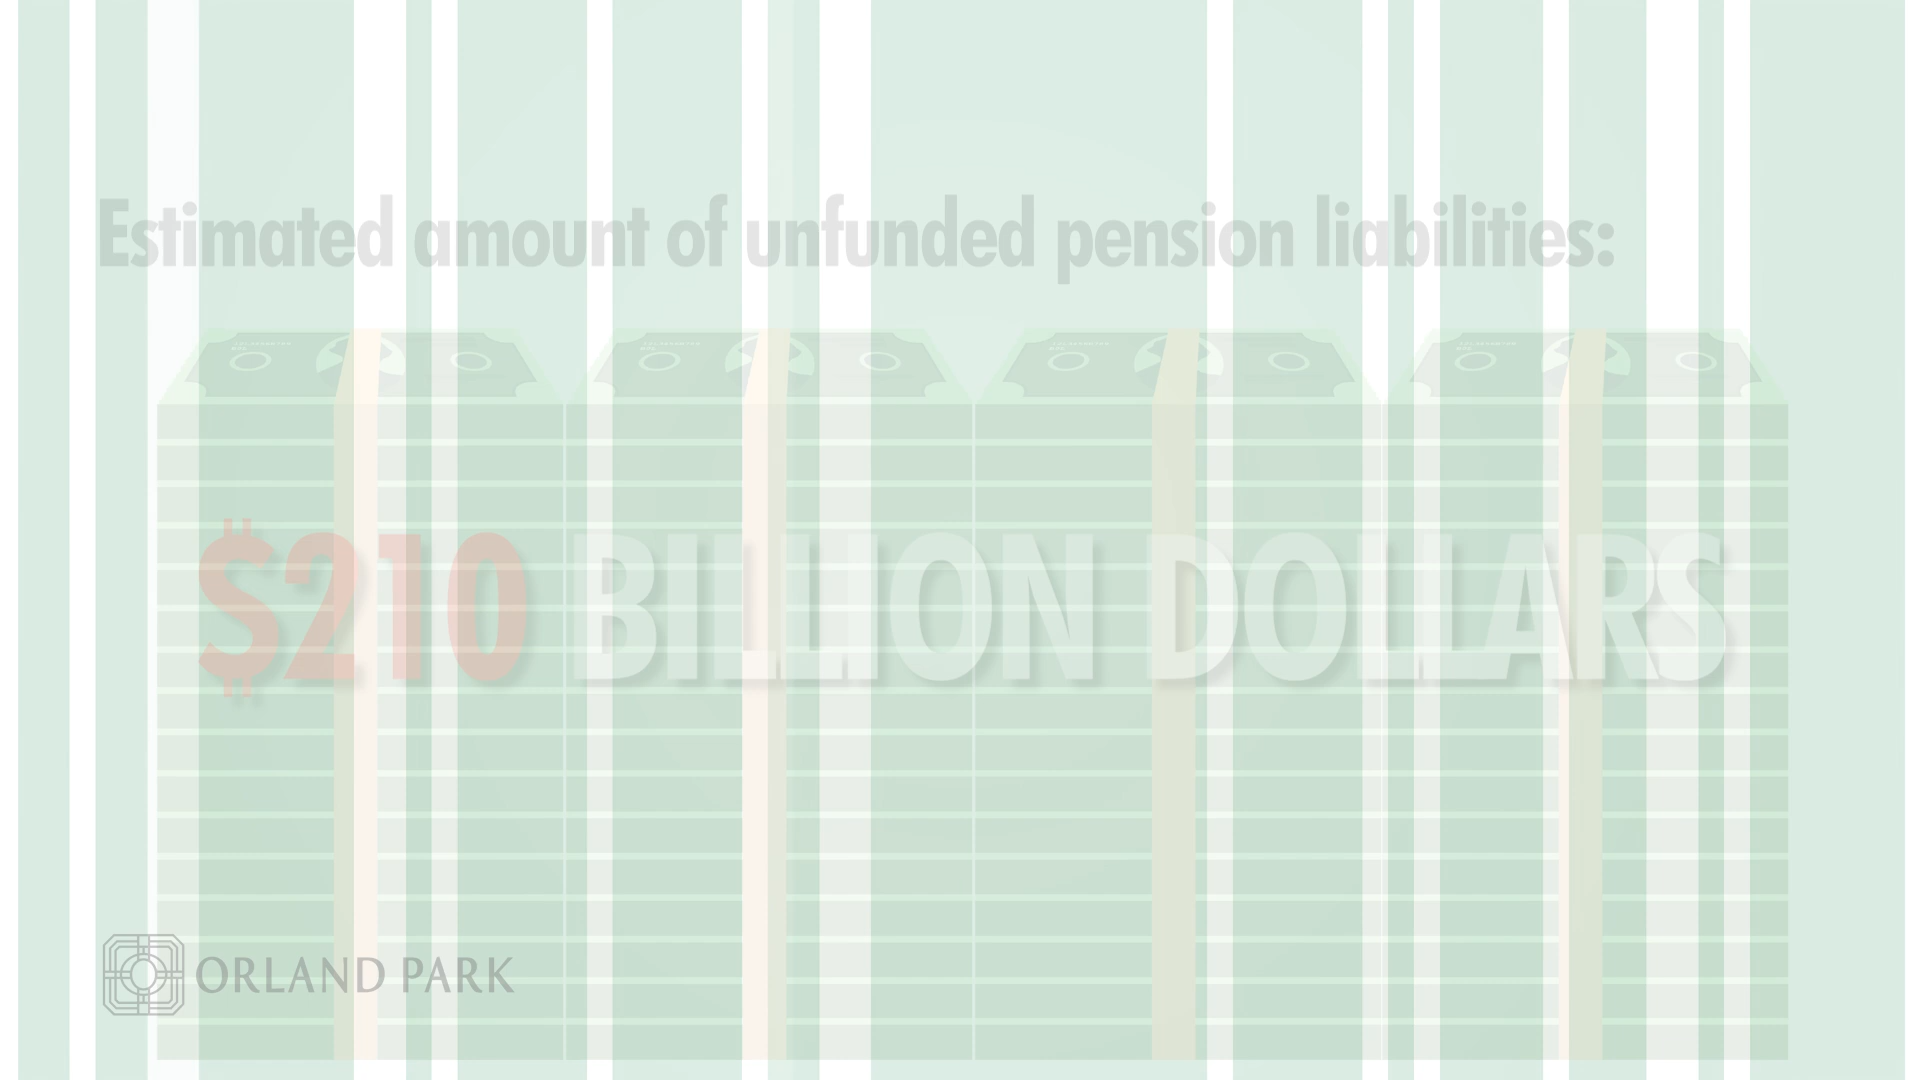 Estimated amount of unfunded pension liabilities:
$210 BILLION DOLLARS
ORLAND PARK